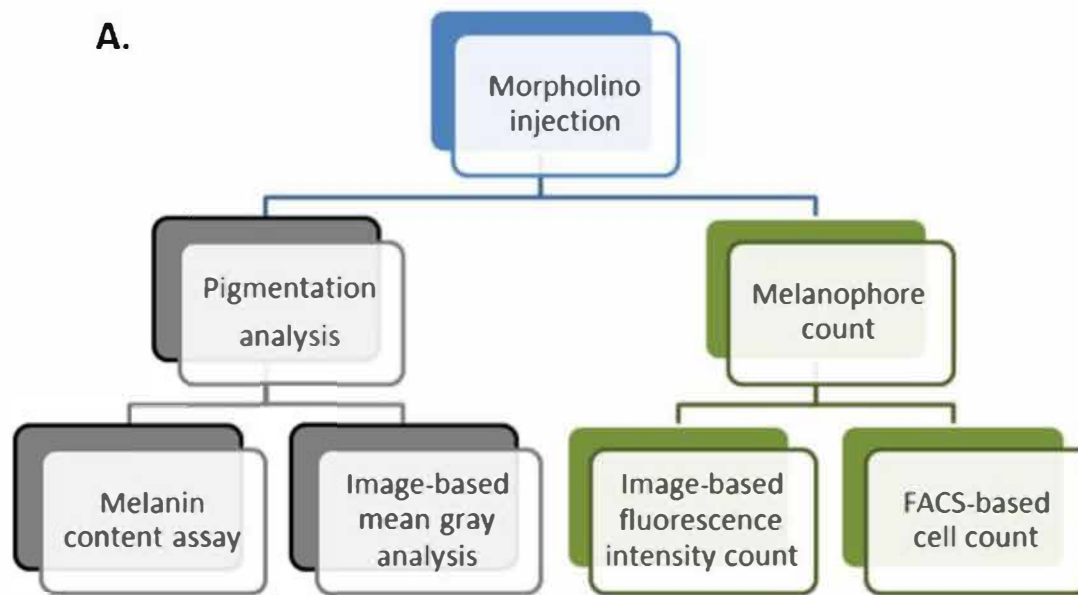 A.
Morpholino
injection
Pigmentation
analysis
Melanophore
count
Melanin
content assay
Image-based
mean gray
analysis
Image-based
fluorescence
intensity count
FACS-based
cell count